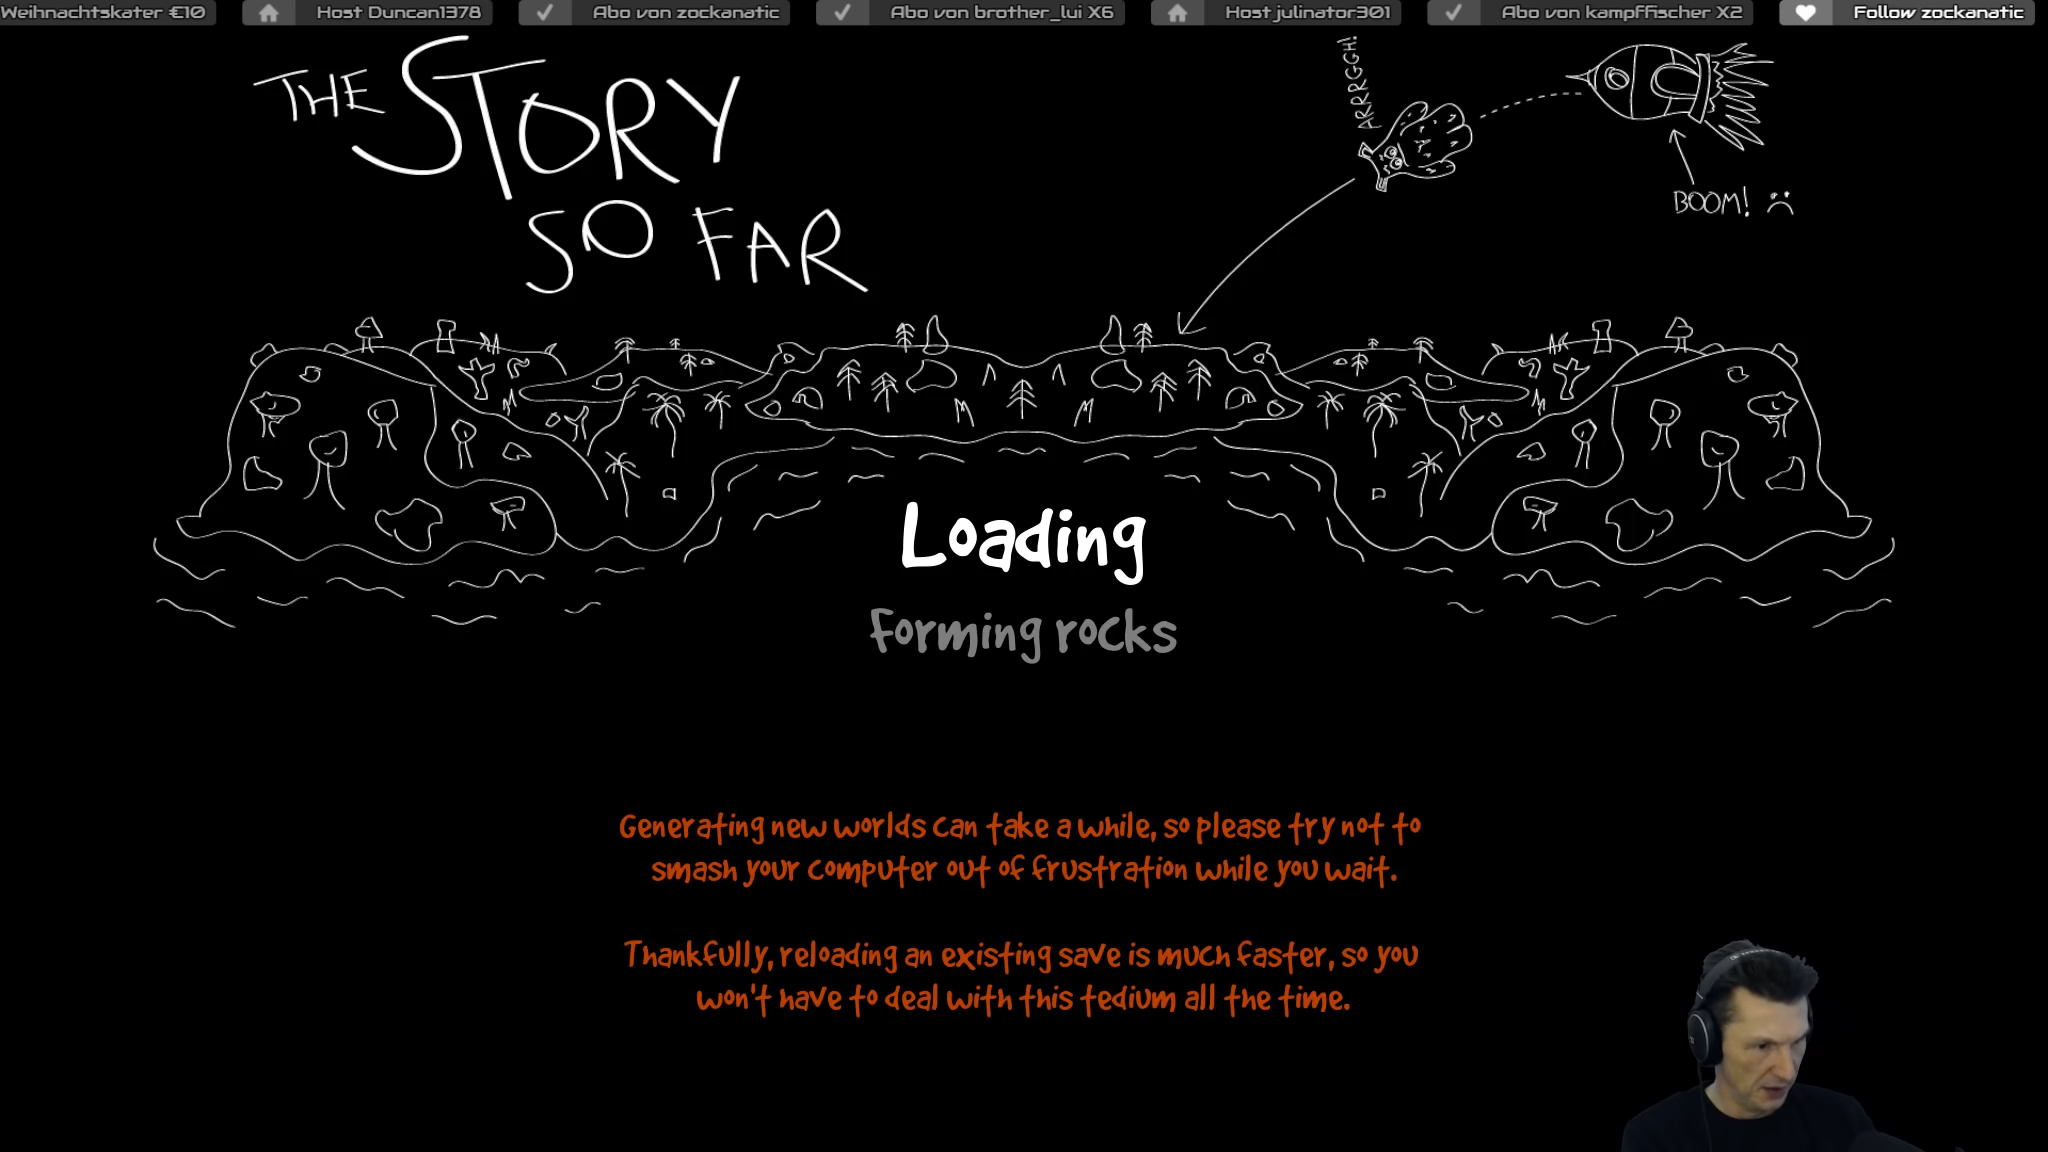 Weihnachtskater €10
Host Duncan1378
Abo von zockanatic
Abo von brother_lui X6
Host julinator301
Abo von kampffischer X2
Follow zockanatic
THE STORY
SO FAR
ARRRGGH!
BOOM!
Loading
Forming rocks
Generating new worlds can take a while, so please try not to
smash your computer out of frustration while you wait.
Thankfully, reloading an existing save is much faster, so you
won't have to deal with this tedium all the time.